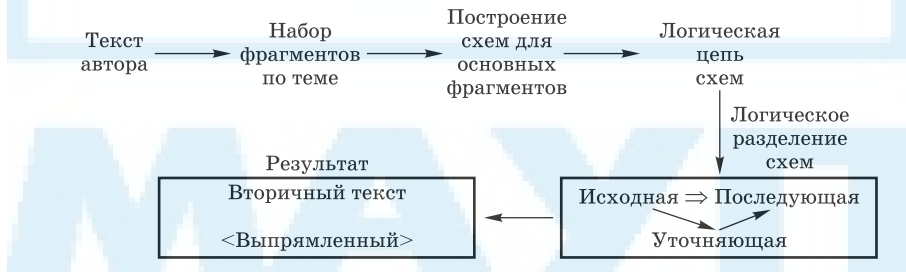 Текст
автора
Набор
фрагментов
по теме
Построение
схем для
основных
фрагментов
Логическая
цепь
схем
Логическое
разделение
схем
Результат
Вторичный текст
<Выпрямленный>
Исходная ⇒ Последующая
Уточняющая